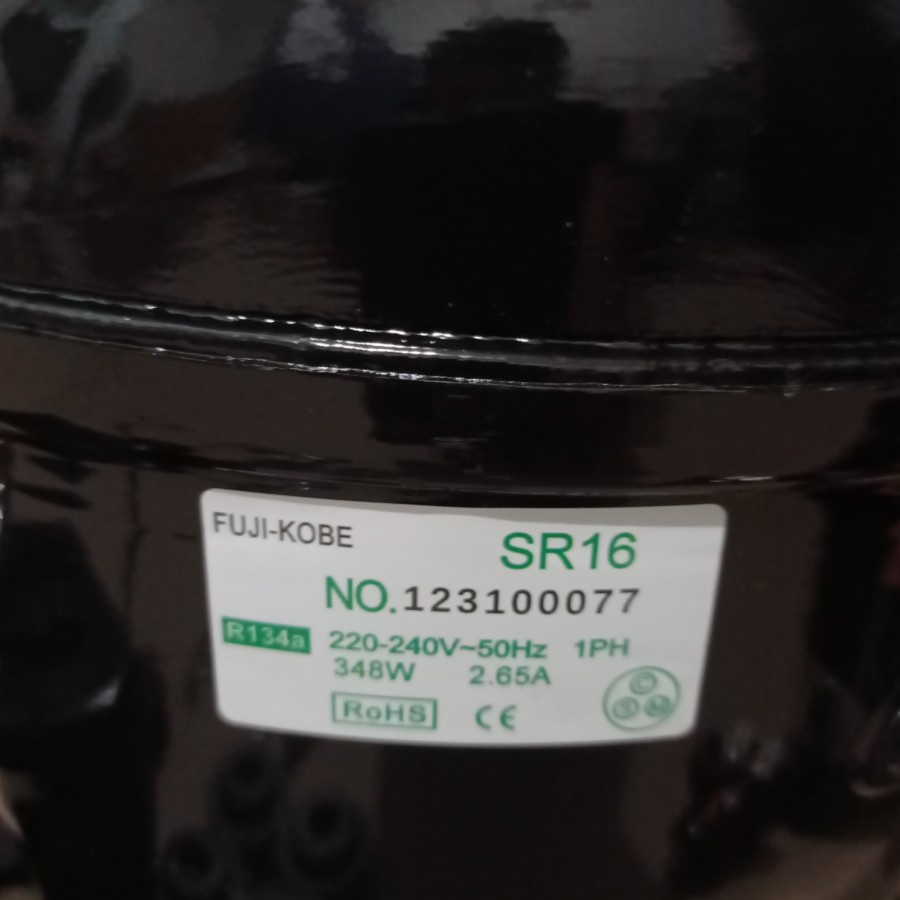 FUJI-KOBE
SR16
NO.123100077
R134a 220-240V~50Hz 1PH
348W 2.65A
RoHS CE
C
S M